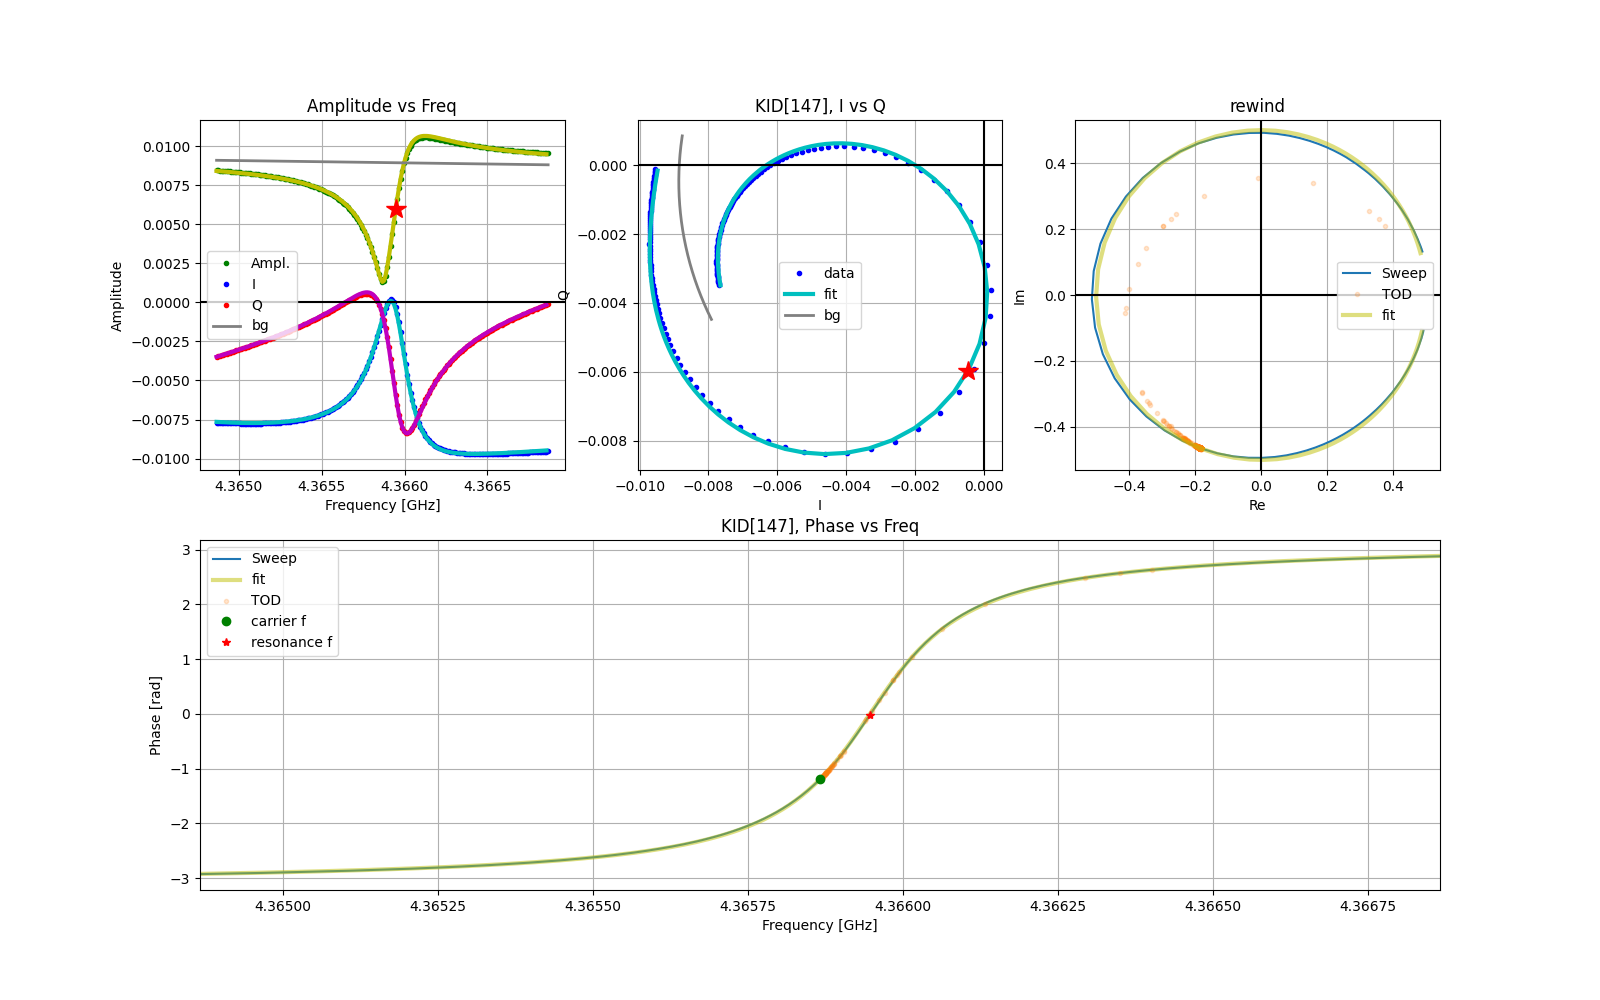 Amplitude vs Freq
Amplitude
0.0100
0.0075
0.0050
0.0025
0.0000
−0.0025
−0.0050
−0.0075
−0.0100
Ampl.
I
Q
bg
4.3650
4.3655
4.3660
4.3665
Frequency [GHz]
KID[147], I vs Q
Q
0.000
−0.002
−0.004
−0.006
−0.008
data
fit
bg
−0.010
−0.008
−0.006
−0.004
−0.002
0.000
I
rewind
Im
0.4
0.2
0.0
−0.2
−0.4
Sweep
TOD
fit
−0.4
−0.2
0.0
0.2
0.4
Re
KID[147], Phase vs Freq
Phase [rad]
3
2
1
0
−1
−2
−3
Sweep
fit
TOD
carrier f
resonance f
4.36500
4.36525
4.36550
4.36575
4.36600
4.36625
4.36650
4.36675
Frequency [GHz]